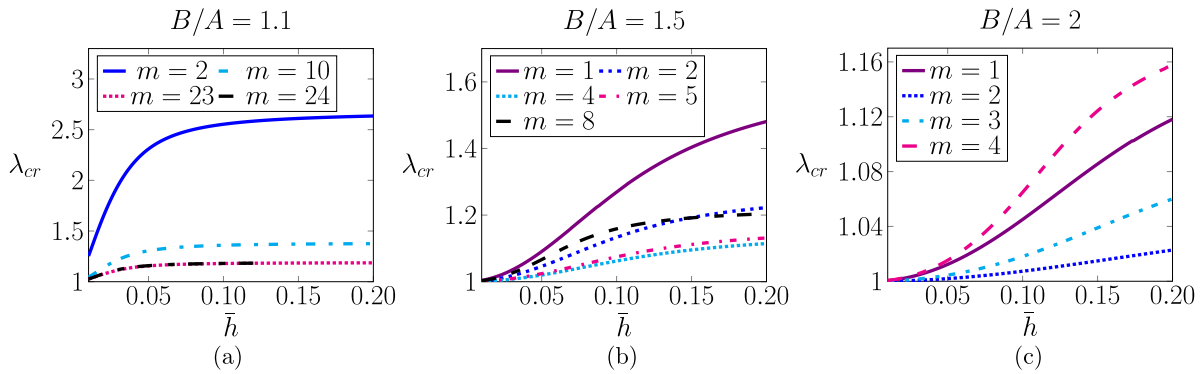 B/A = 1.1
3
2.5
2
1.5
1
λcr
m = 2
m = 10
m = 23
m = 24
0.05
0.10
0.15
0.20
h̄
(a)
B/A = 1.5
1.6
1.4
1.2
1
λcr
m = 1
m = 2
m = 4
m = 5
m = 8
0.05
0.10
0.15
0.20
h̄
(b)
B/A = 2
1.16
1.12
1.08
1.04
1
λcr
m = 1
m = 2
m = 3
m = 4
0.05
0.10
0.15
0.20
h̄
(c)